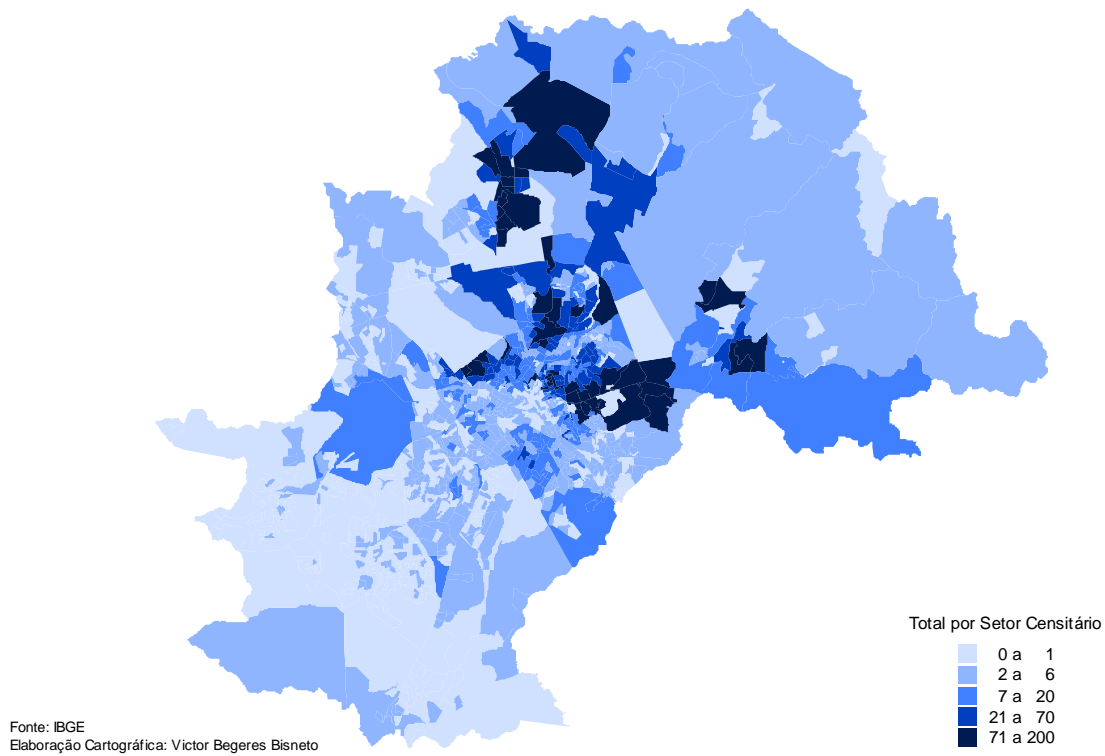 Total por Setor Censitário
0 a 1
2 a 6
7 a 20
21 a 70
71 a 200
Fonte: IBGE
Elaboração Cartográfica: Victor Begeres Bisneto